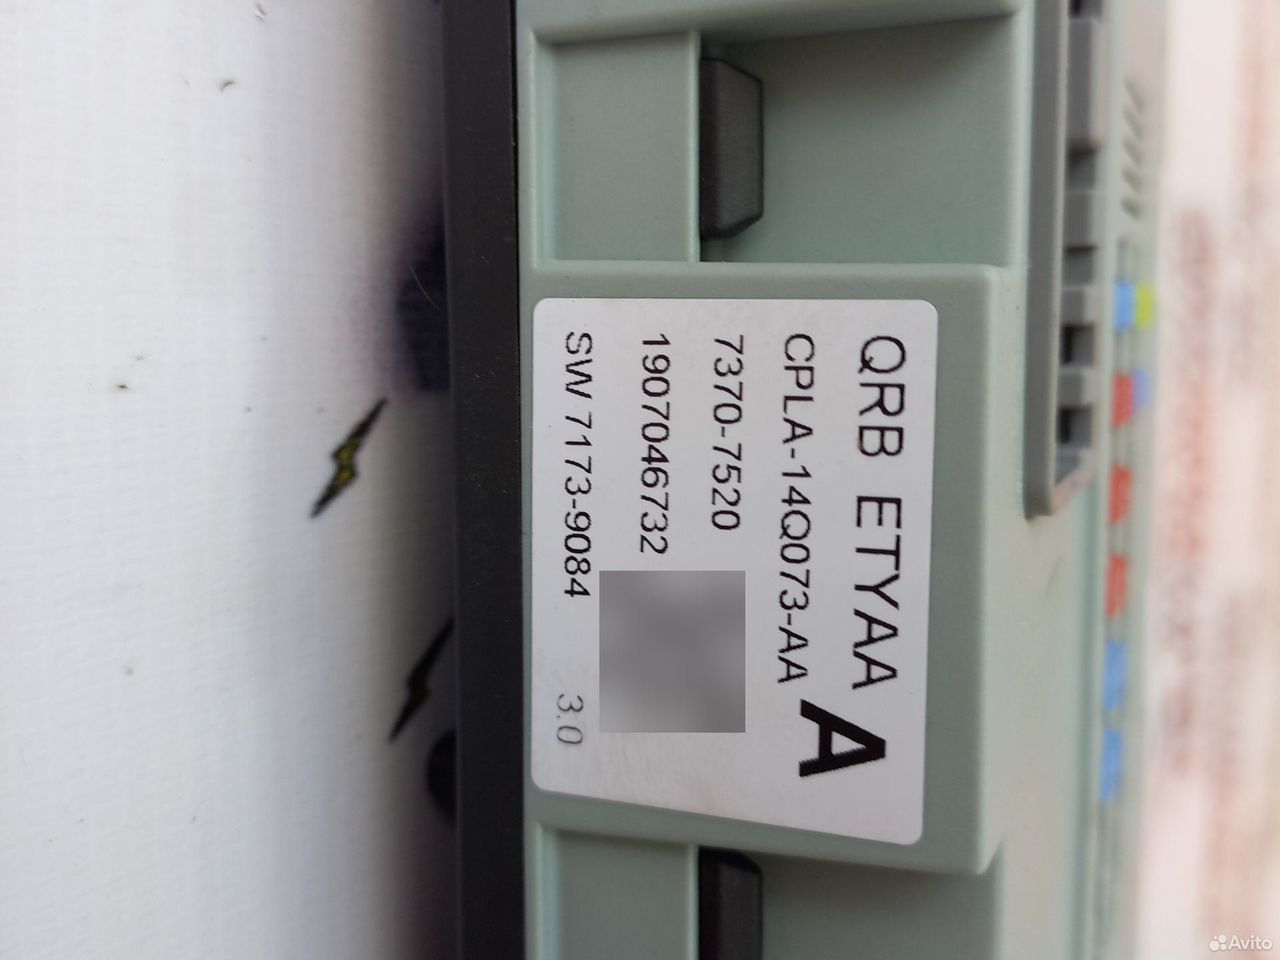 QRB ETYAA
CPLA-14Q073-AA
A
7370-7520
1907046732
SW 7173-9084 3.0
Avito